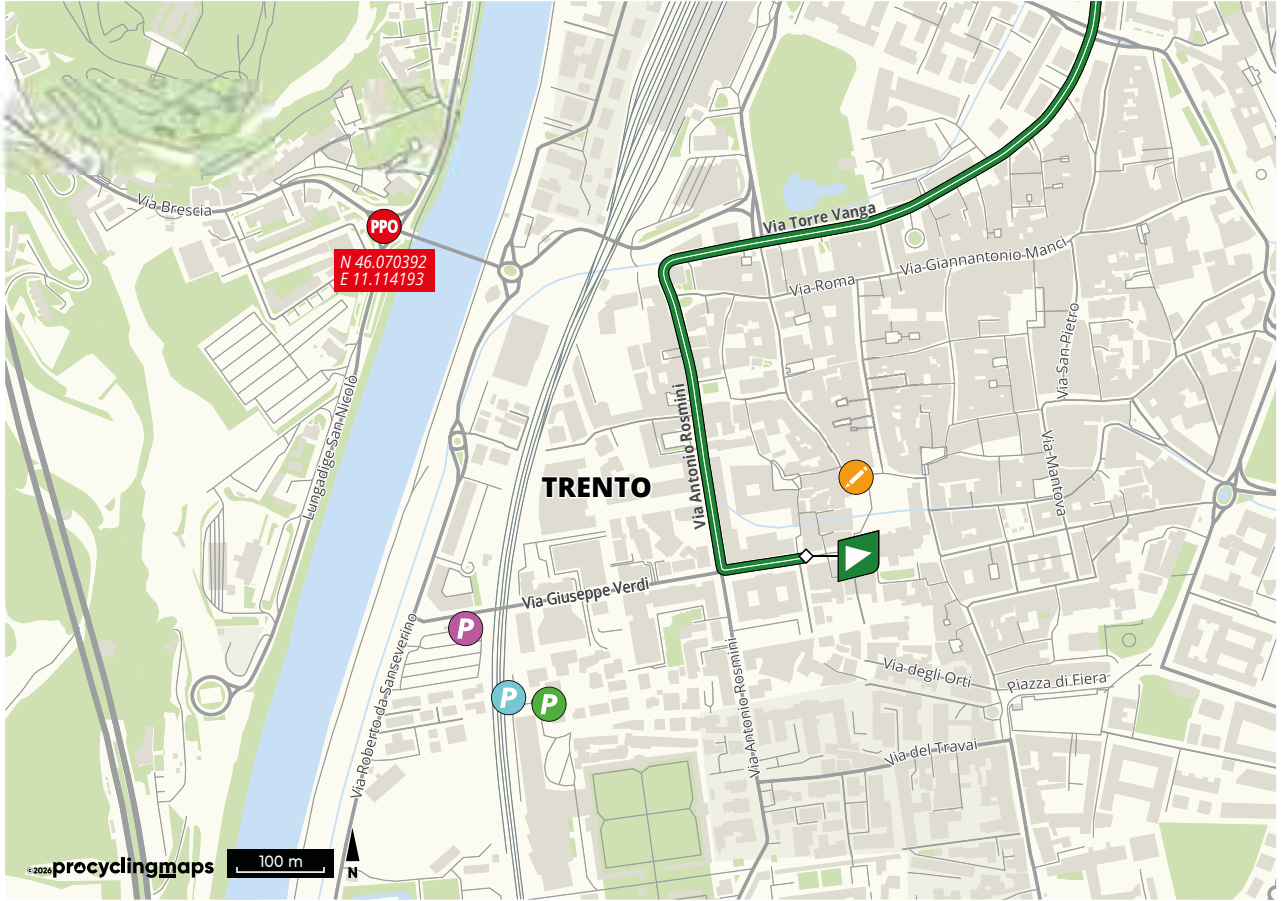 Via Brescia
PPO
N 46.070392
E 11.114193
Via Torre Vanga
Via Giannantonio Manci
Via Roma
Via San Pietro
Lungadige San Nicolò
Via Antonio Rosmini
Via Mantova
TRENTO
Via Giuseppe Verdi
P
P
P
Via Roberto da Sanseverino
Via Antonio Rosmini
Via degli Orti
Piazza di Fiera
Via del Travai
©2026 procyclingmaps
100 m
N